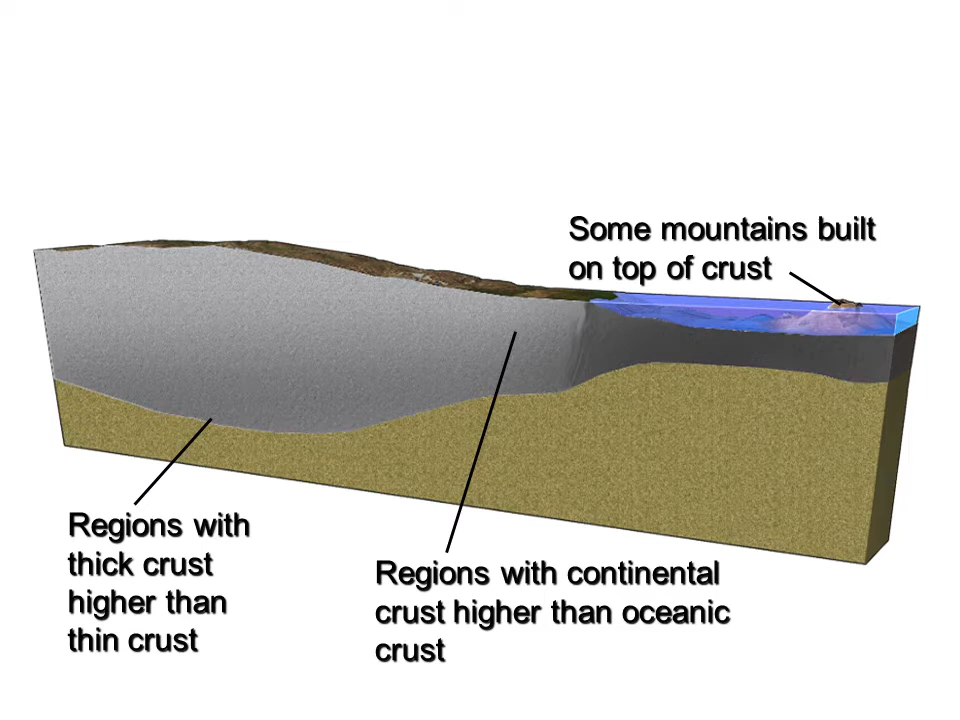 Some mountains built
on top of crust
Regions with
thick crust
higher than
thin crust
Regions with continental
crust higher than oceanic
crust